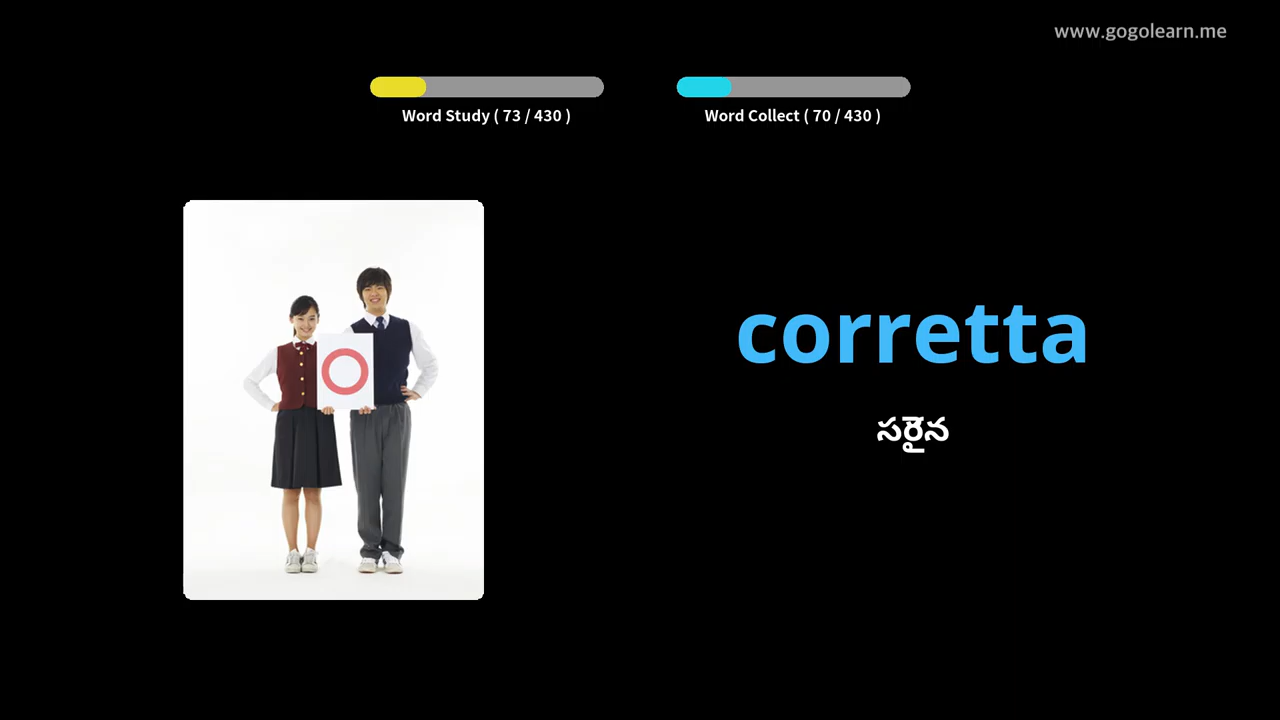 www.gogolearn.me
Word Study ( 73 / 430 )
Word Collect ( 70 / 430 )
corretta
సరైన